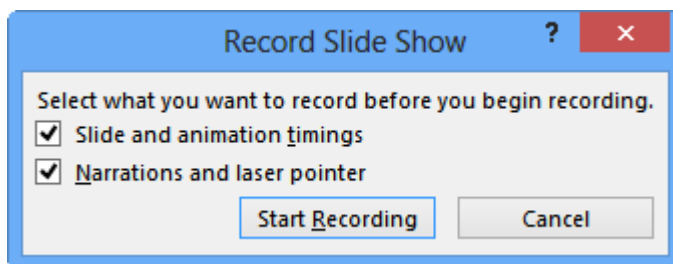 Record Slide Show ? ×
Select what you want to record before you begin recording.
Slide and animation timings
Narrations and laser pointer
Start Recording Cancel